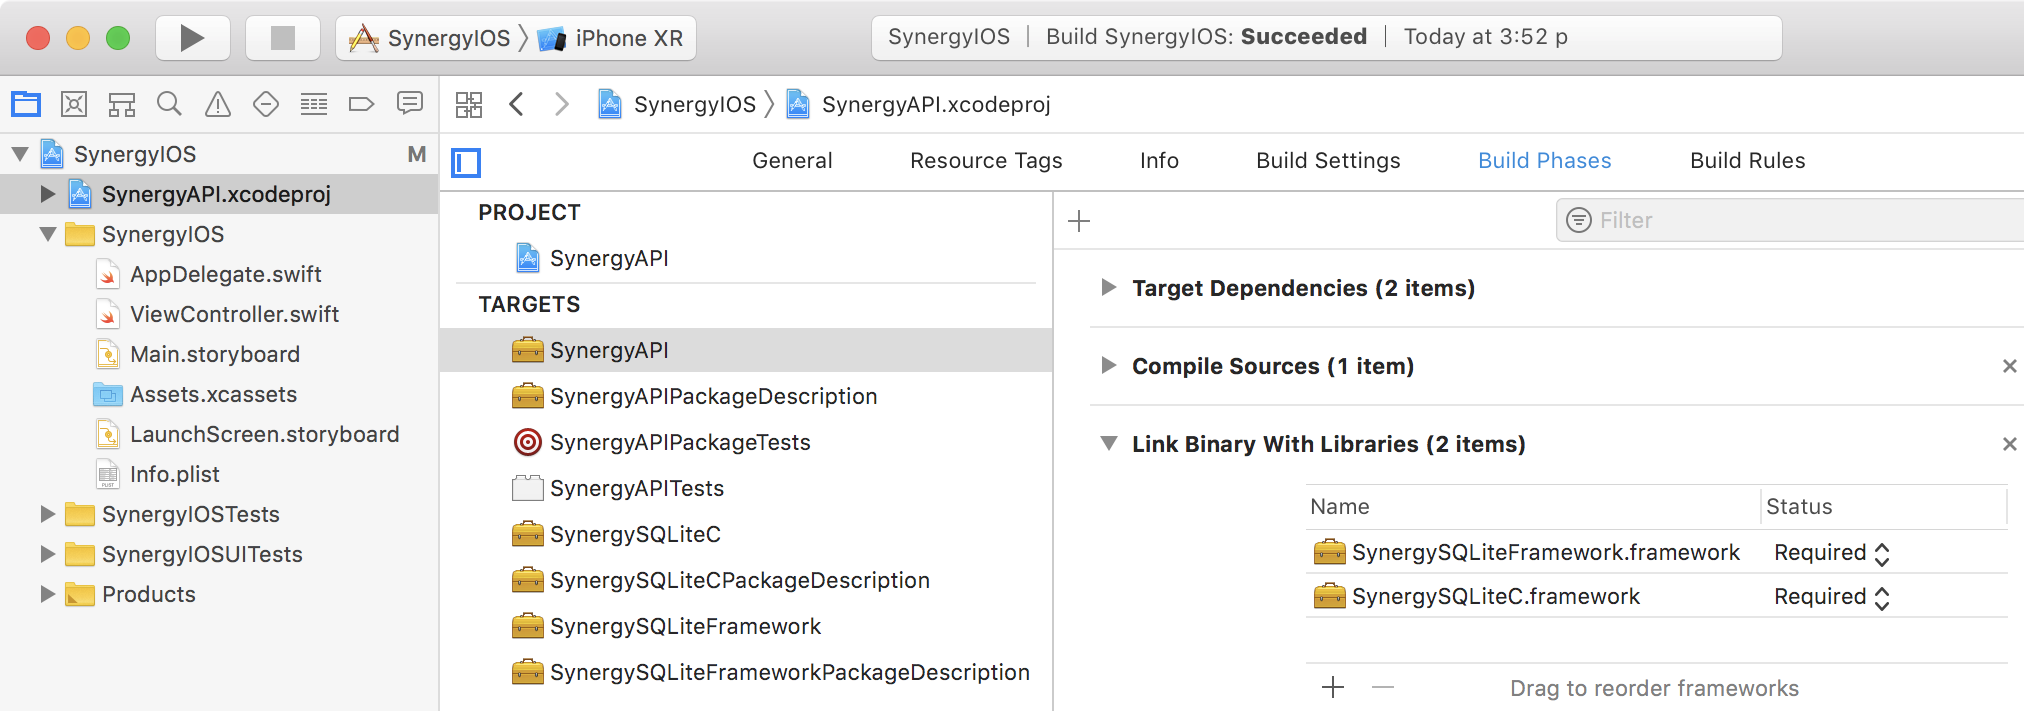 SynergyIOS iPhone XR
SynergyIOS Build SynergyIOS: Succeeded Today at 3:52 p
SynergyIOS SynergyAPI.xcodeproj
SynergyIOS M
SynergyAPI.xcodeproj
SynergyIOS
AppDelegate.swift
ViewController.swift
Main.storyboard
Assets.xcassets
LaunchScreen.storyboard
Info.plist
SynergyIOSTests
SynergyIOSUITests
Products
General Resource Tags Info Build Settings Build Phases Build Rules
PROJECT
SynergyAPI
TARGETS
SynergyAPI
SynergyAPIPackageDescription
SynergyAPIPackageTests
SynergyAPITests
SynergySQLiteC
SynergySQLiteCPackageDescription
SynergySQLiteFramework
SynergySQLiteFrameworkPackageDescription
Filter
Target Dependencies (2 items)
Compile Sources (1 item)
Link Binary With Libraries (2 items)
Name Status
SynergySQLiteFramework.framework Required
SynergySQLiteC.framework Required
Drag to reorder frameworks